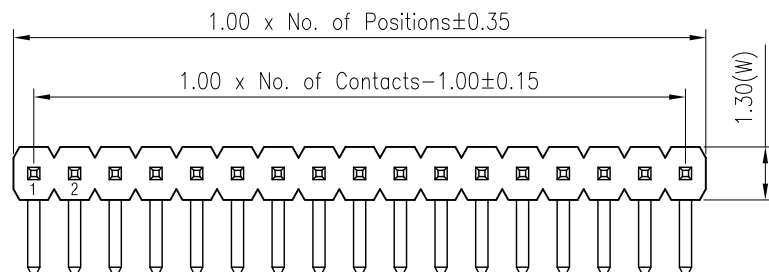 1.00 x No. of Positions±0.35
1.00 x No. of Contacts-1.00±0.15
1.30(W)
1 2